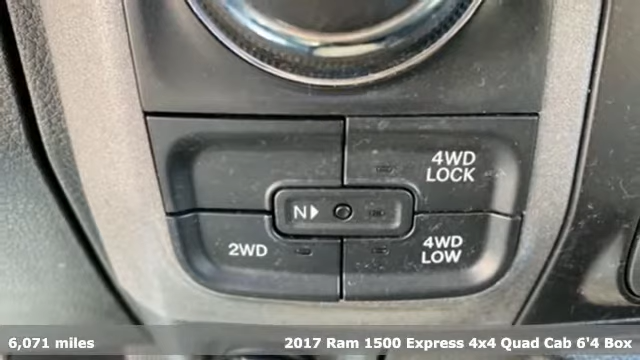 4WD
LOCK
N
2WD
4WD
LOW
6,071 miles
2017 Ram 1500 Express 4x4 Quad Cab 6'4 Box